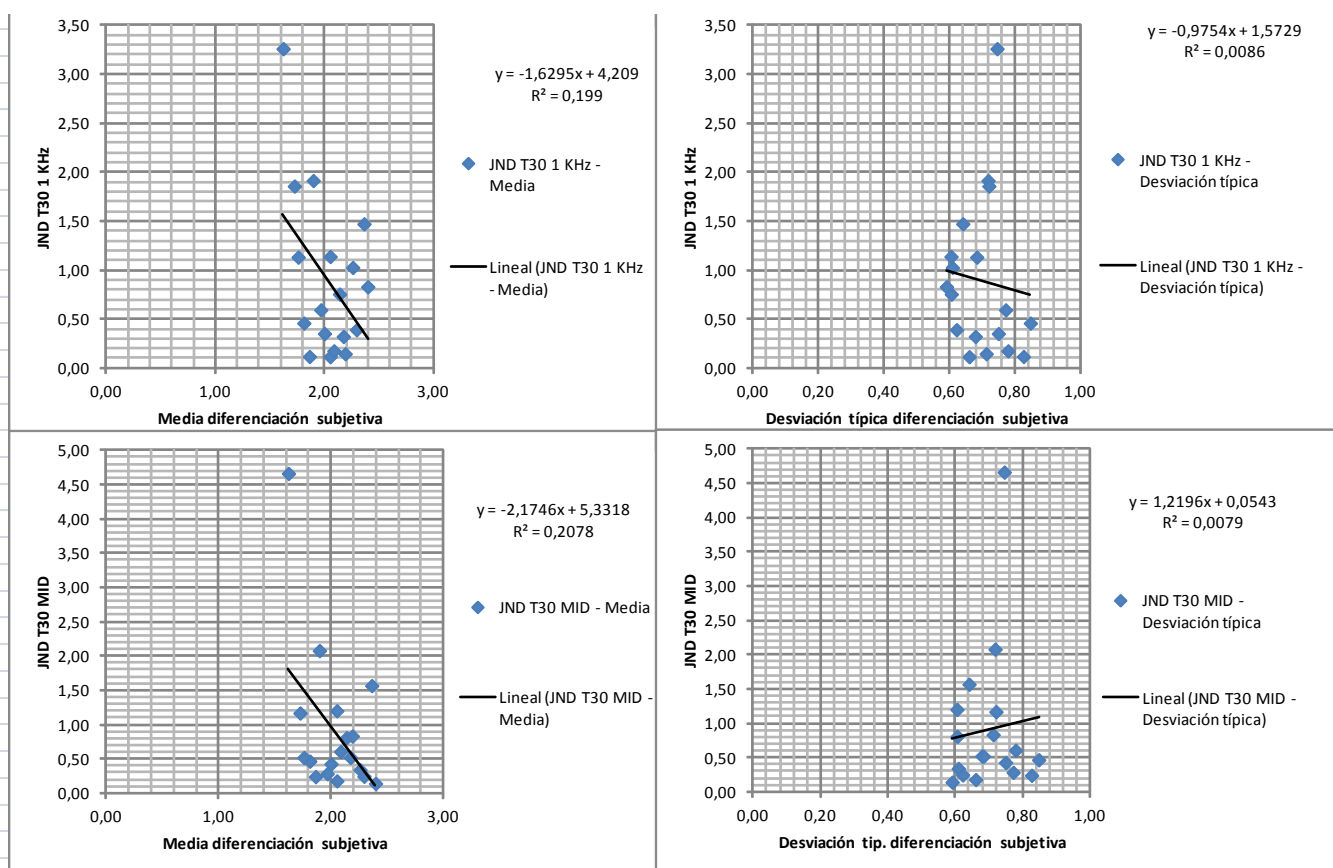 3,50
3,00
2,50
2,00
1,50
1,00
0,50
0,00
JND T30 1 KHz
0,00 1,00 2,00 3,00
Media diferenciación subjetiva
y = -1,6295x + 4,209
R² = 0,199
JND T30 1 KHz -
Media
Lineal (JND T30 1 KHz
- Media)
3,50
3,00
2,50
2,00
1,50
1,00
0,50
0,00
JND T30 1 KHz
0,00 0,20 0,40 0,60 0,80 1,00
Desviación típica diferenciación subjetiva
y = -0,9754x + 1,5729
R² = 0,0086
JND T30 1 KHz -
Desviación típica
Lineal (JND T30 1 KHz -
Desviación típica)
5,00
4,50
4,00
3,50
3,00
2,50
2,00
1,50
1,00
0,50
0,00
JND T30 MID
0,00 1,00 2,00 3,00
Media diferenciación subjetiva
y = -2,1746x + 5,3318
R² = 0,2078
JND T30 MID - Media
Lineal (JND T30 MID -
Media)
5,00
4,50
4,00
3,50
3,00
2,50
2,00
1,50
1,00
0,50
0,00
JND T30 MID
0,00 0,20 0,40 0,60 0,80 1,00
Desviación tip. diferenciación subjetiva
y = 1,2196x + 0,0543
R² = 0,0079
JND T30 MID -
Desviación típica
Lineal (JND T30 MID -
Desviación típica)